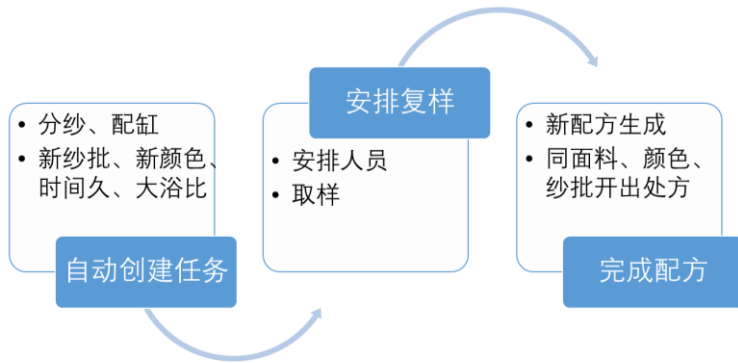 • 分纱、配缸
• 新纱批、新颜色、
时间久、大浴比
自动创建任务
安排复样
• 安排人员
• 取样
• 新配方生成
• 同面料、颜色、
纱批开出处方
完成配方